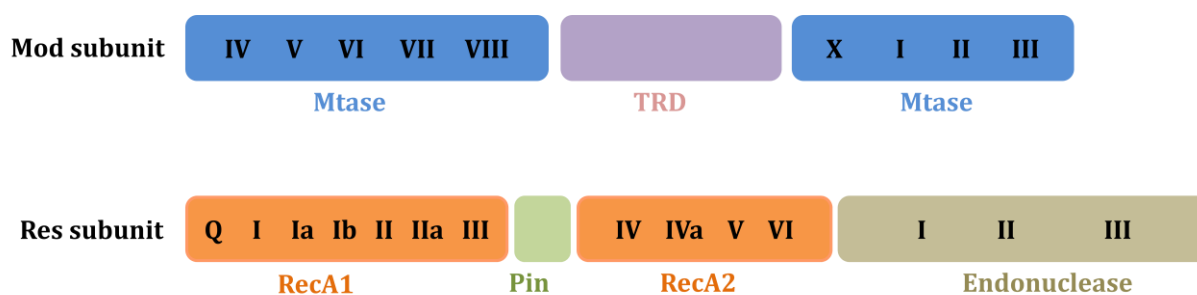 Mod subunit IV V VI VII VIII X I II III
Mtase TRD Mtase
Res subunit Q I Ia Ib II IIa III IV IVa V VI I II III
RecA1 Pin RecA2 Endonuclease